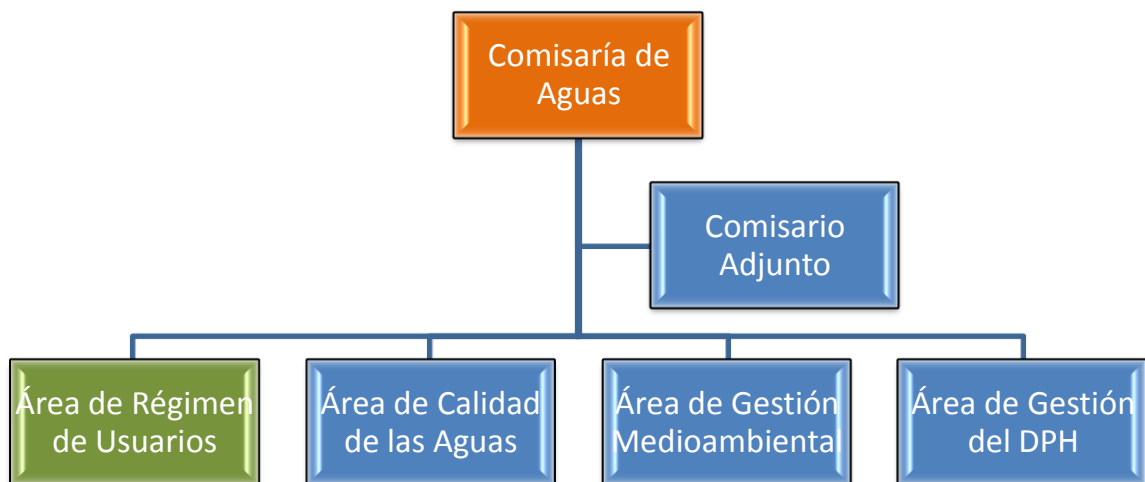 Comisaría de
Aguas
Comisario
Adjunto
Área de Régimen
de Usuarios
Área de Calidad
de las Aguas
Área de Gestión
Medioambiental
Área de Gestión
del DPH